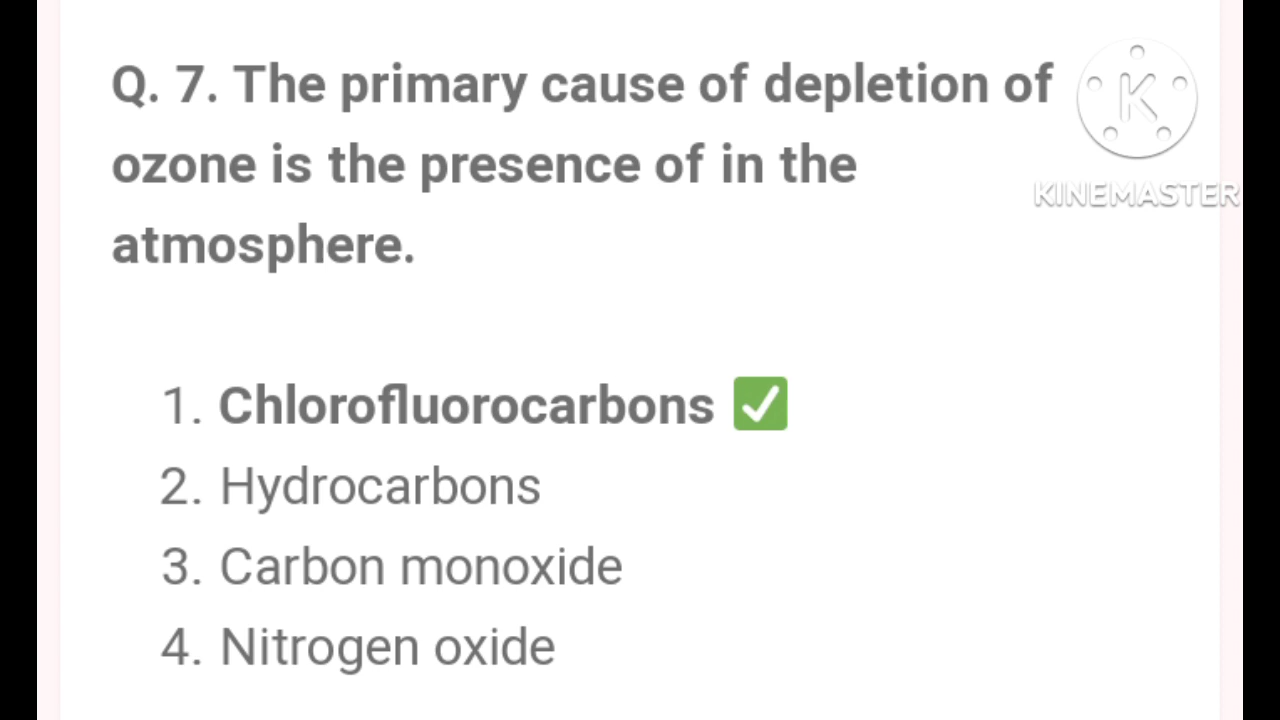 Q. 7. The primary cause of depletion of
ozone is the presence of in the
atmosphere.
K
KINEMASTER
1. Chlorofluorocarbons ✅
2. Hydrocarbons
3. Carbon monoxide
4. Nitrogen oxide